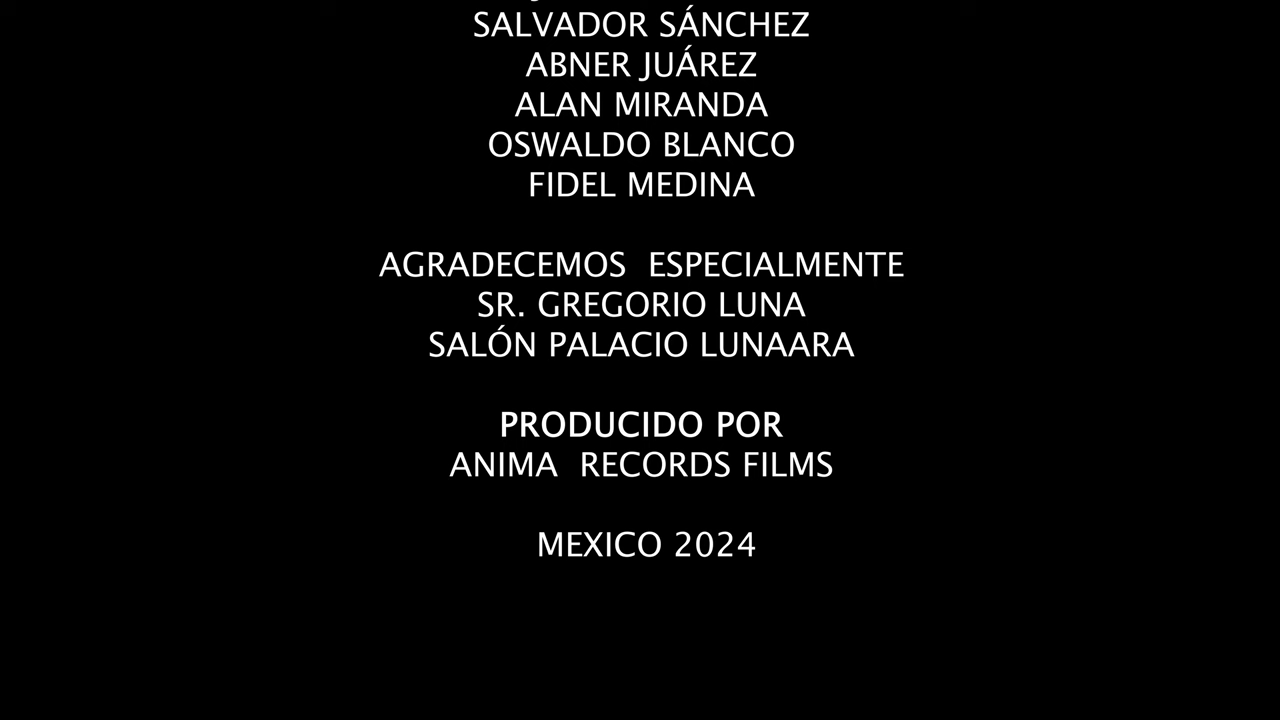 SALVADOR SÁNCHEZ
ABNER JUÁREZ
ALAN MIRANDA
OSWALDO BLANCO
FIDEL MEDINA
AGRADECEMOS  ESPECIALMENTE
SR. GREGORIO LUNA
SALÓN PALACIO LUNAARA
PRODUCIDO POR
ANIMA  RECORDS FILMS
MEXICO 2024